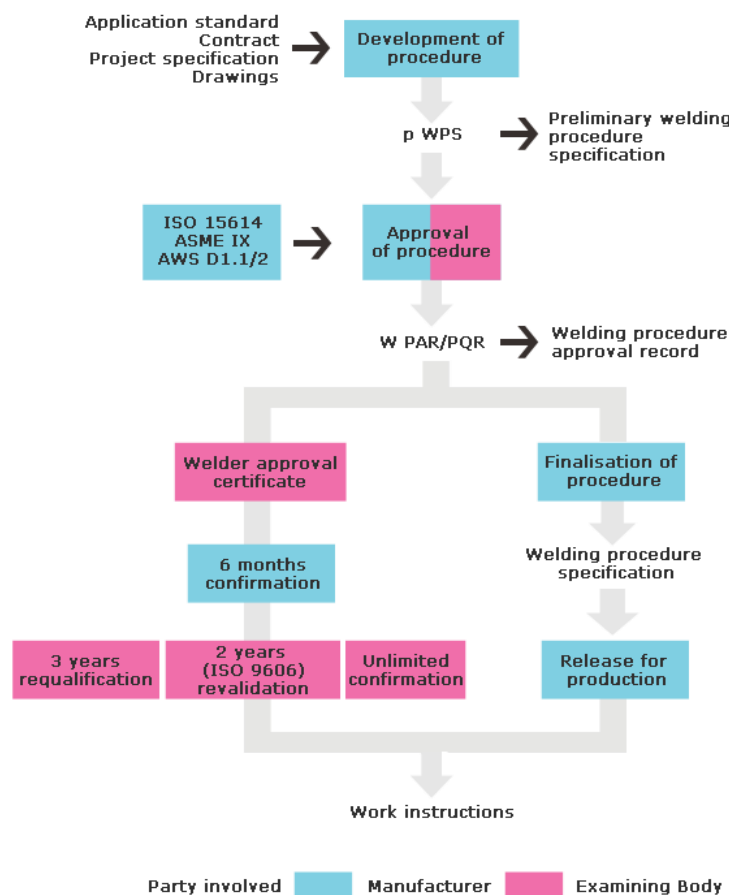 Application standard
Contract
Project specification
Drawings
Development of
procedure
p WPS
Preliminary welding
procedure
specification
ISO 15614
ASME IX
AWS D1.1/2
Approval
of procedure
W PAR/PQR
Welding procedure
approval record
Welder approval
certificate
Finalisation of
procedure
6 months
confirmation
Welding procedure
specification
3 years
requalification
2 years
(ISO 9606)
revalidation
Unlimited
confirmation
Release for
production
Work instructions
Party involved
Manufacturer
Examining Body